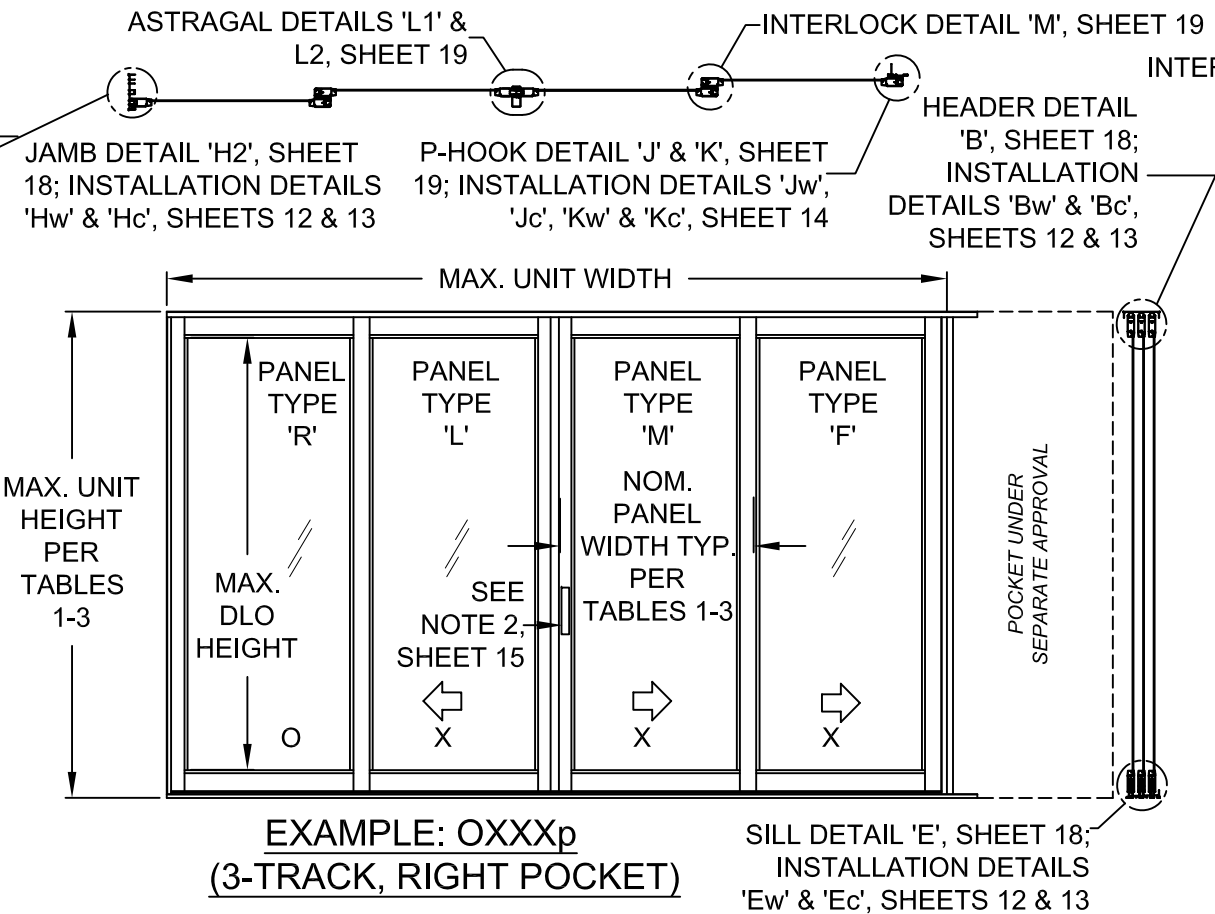 ASTRAGAL DETAILS 'L1' &
L2, SHEET 19
INTERLOCK DETAIL 'M', SHEET 19
INTER
JAMB DETAIL 'H2', SHEET
18; INSTALLATION DETAILS
'Hw' & 'Hc', SHEETS 12 & 13
P-HOOK DETAIL 'J' & 'K', SHEET
19; INSTALLATION DETAILS 'Jw',
'Jc', 'Kw' & 'Kc', SHEET 14
HEADER DETAIL
'B', SHEET 18;
INSTALLATION
DETAILS 'Bw' & 'Bc',
SHEETS 12 & 13
MAX. UNIT WIDTH
MAX. UNIT
HEIGHT
PER
TABLES
1-3
PANEL
TYPE
'R'
MAX.
DLO
HEIGHT
O
PANEL
TYPE
'L'
SEE
NOTE 2,
SHEET 15
X
PANEL
TYPE
'M'
NOM.
PANEL
WIDTH TYP.
PER
TABLES 1-3
X
PANEL
TYPE
'F'
X
POCKET UNDER
SEPARATE APPROVAL
EXAMPLE: OXXXp
(3-TRACK, RIGHT POCKET)
SILL DETAIL 'E', SHEET 18;
INSTALLATION DETAILS
'Ew' & 'Ec', SHEETS 12 & 13